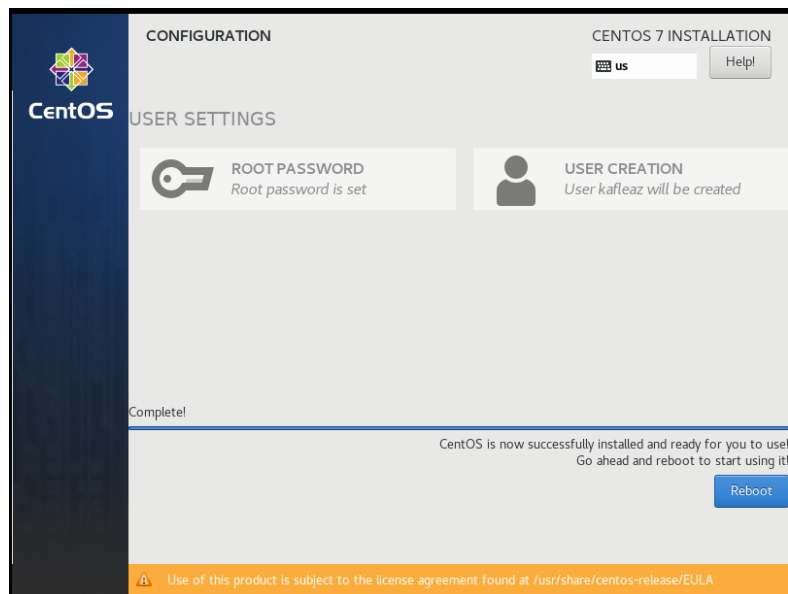 CONFIGURATION
CENTOS 7 INSTALLATION
us
Help!
CentOS
USER SETTINGS
ROOT PASSWORD
Root password is set
USER CREATION
User kafleaz will be created
Complete!
CentOS is now successfully installed and ready for you to use!
Go ahead and reboot to start using it!
Reboot
Use of this product is subject to the license agreement found at /usr/share/centos-release/EULA